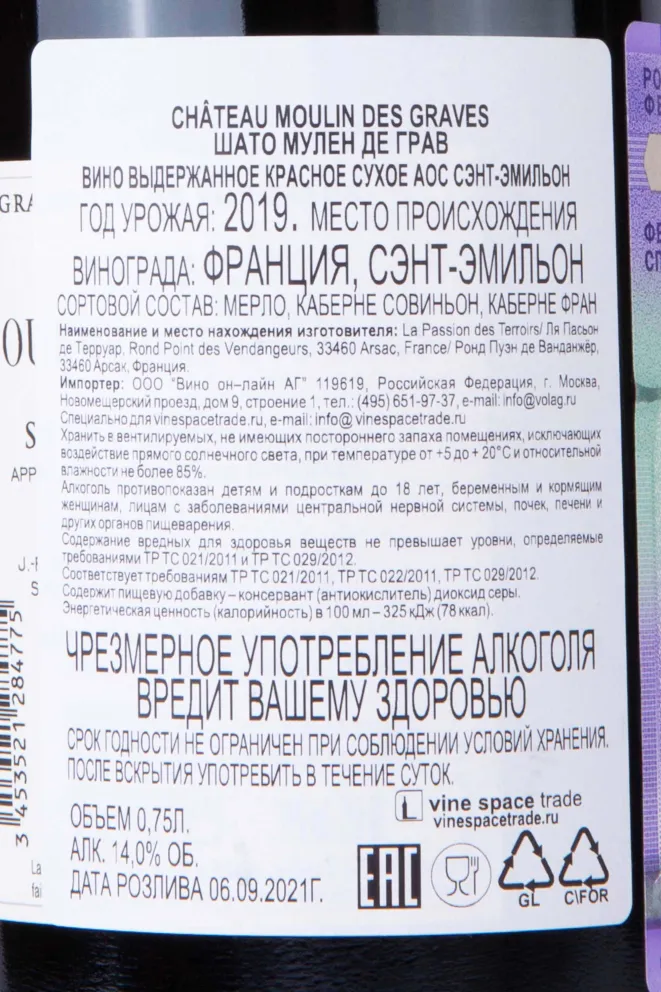 CHÂTEAU MOULIN DES GRAVES
ШАТО МУЛЕН ДЕ ГРАВ
ВИНО ВЫДЕРЖАННОЕ КРАСНОЕ СУХОЕ АОС СЭНТ-ЭМИЛЬОН
ГОД УРОЖАЯ: 2019. МЕСТО ПРОИСХОЖДЕНИЯ
ВИНОГРАДА: ФРАНЦИЯ, СЭНТ-ЭМИЛЬОН
СОРТОВОЙ СОСТАВ: МЕРЛО, КАБЕРНЕ СОВИНЬОН, КАБЕРНЕ ФРАН
Наименование и место нахождения изготовителя: La Passion des Terroirs/ Ля Пасьон
де Терруар. Rond Point des Vendangeurs, 33460 Arsac, France/ Ронд Пуэн де Ванданжёр,
33460 Арсак, Франция.
Импортер: ООО "Вино он–лайн АГ" 119619, Российская Федерация, г. Москва,
Новомещерский проезд, дом 9, строение 1, тел.: (495) 651-97-37, e-mail: info@volag.ru
Специально для vinespacetrade.ru, e-mail: info@ vinespacetrade.ru
Хранить в вентилируемых, не имеющих постороннего запаха помещениях, исключающих
воздействие прямого солнечного света, при температуре от +5 до + 20°С и относительной
влажности не более 85%.
Алкоголь противопоказан детям и подросткам до 18 лет, беременным и кормящим
женщинам, лицам с заболеваниями центральной нервной системы, почек, печени и
других органов пищеварения.
Содержание вредных для здоровья веществ не превышает уровни, определяемые
требованиями ТР ТС 021/2011 и ТР ТС 029/2012.
Соответствует требованиям ТР ТС 021/2011, ТР ТС 022/2011, ТР ТС 029/2012.
Содержит пищевую добавку – консервант (антиокислитель) диоксид серы.
Энергетическая ценность (калорийность) в 100 мл – 325 кДж (78 ккал).
ЧРЕЗМЕРНОЕ УПОТРЕБЛЕНИЕ АЛКОГОЛЯ
ВРЕДИТ ВАШЕМУ ЗДОРОВЬЮ
СРОК ГОДНОСТИ НЕ ОГРАНИЧЕН ПРИ СОБЛЮДЕНИИ УСЛОВИЙ ХРАНЕНИЯ.
ПОСЛЕ ВСКРЫТИЯ УПОТРЕБИТЬ В ТЕЧЕНИЕ СУТОК.
vine space trade
vinespacetrade.ru
ОБЪЕМ 0,75Л.
АЛК. 14,0% ОБ.
ДАТА РОЗЛИВА 06.09.2021Г.
EAC
GL
C\FOR
3 453521 284775